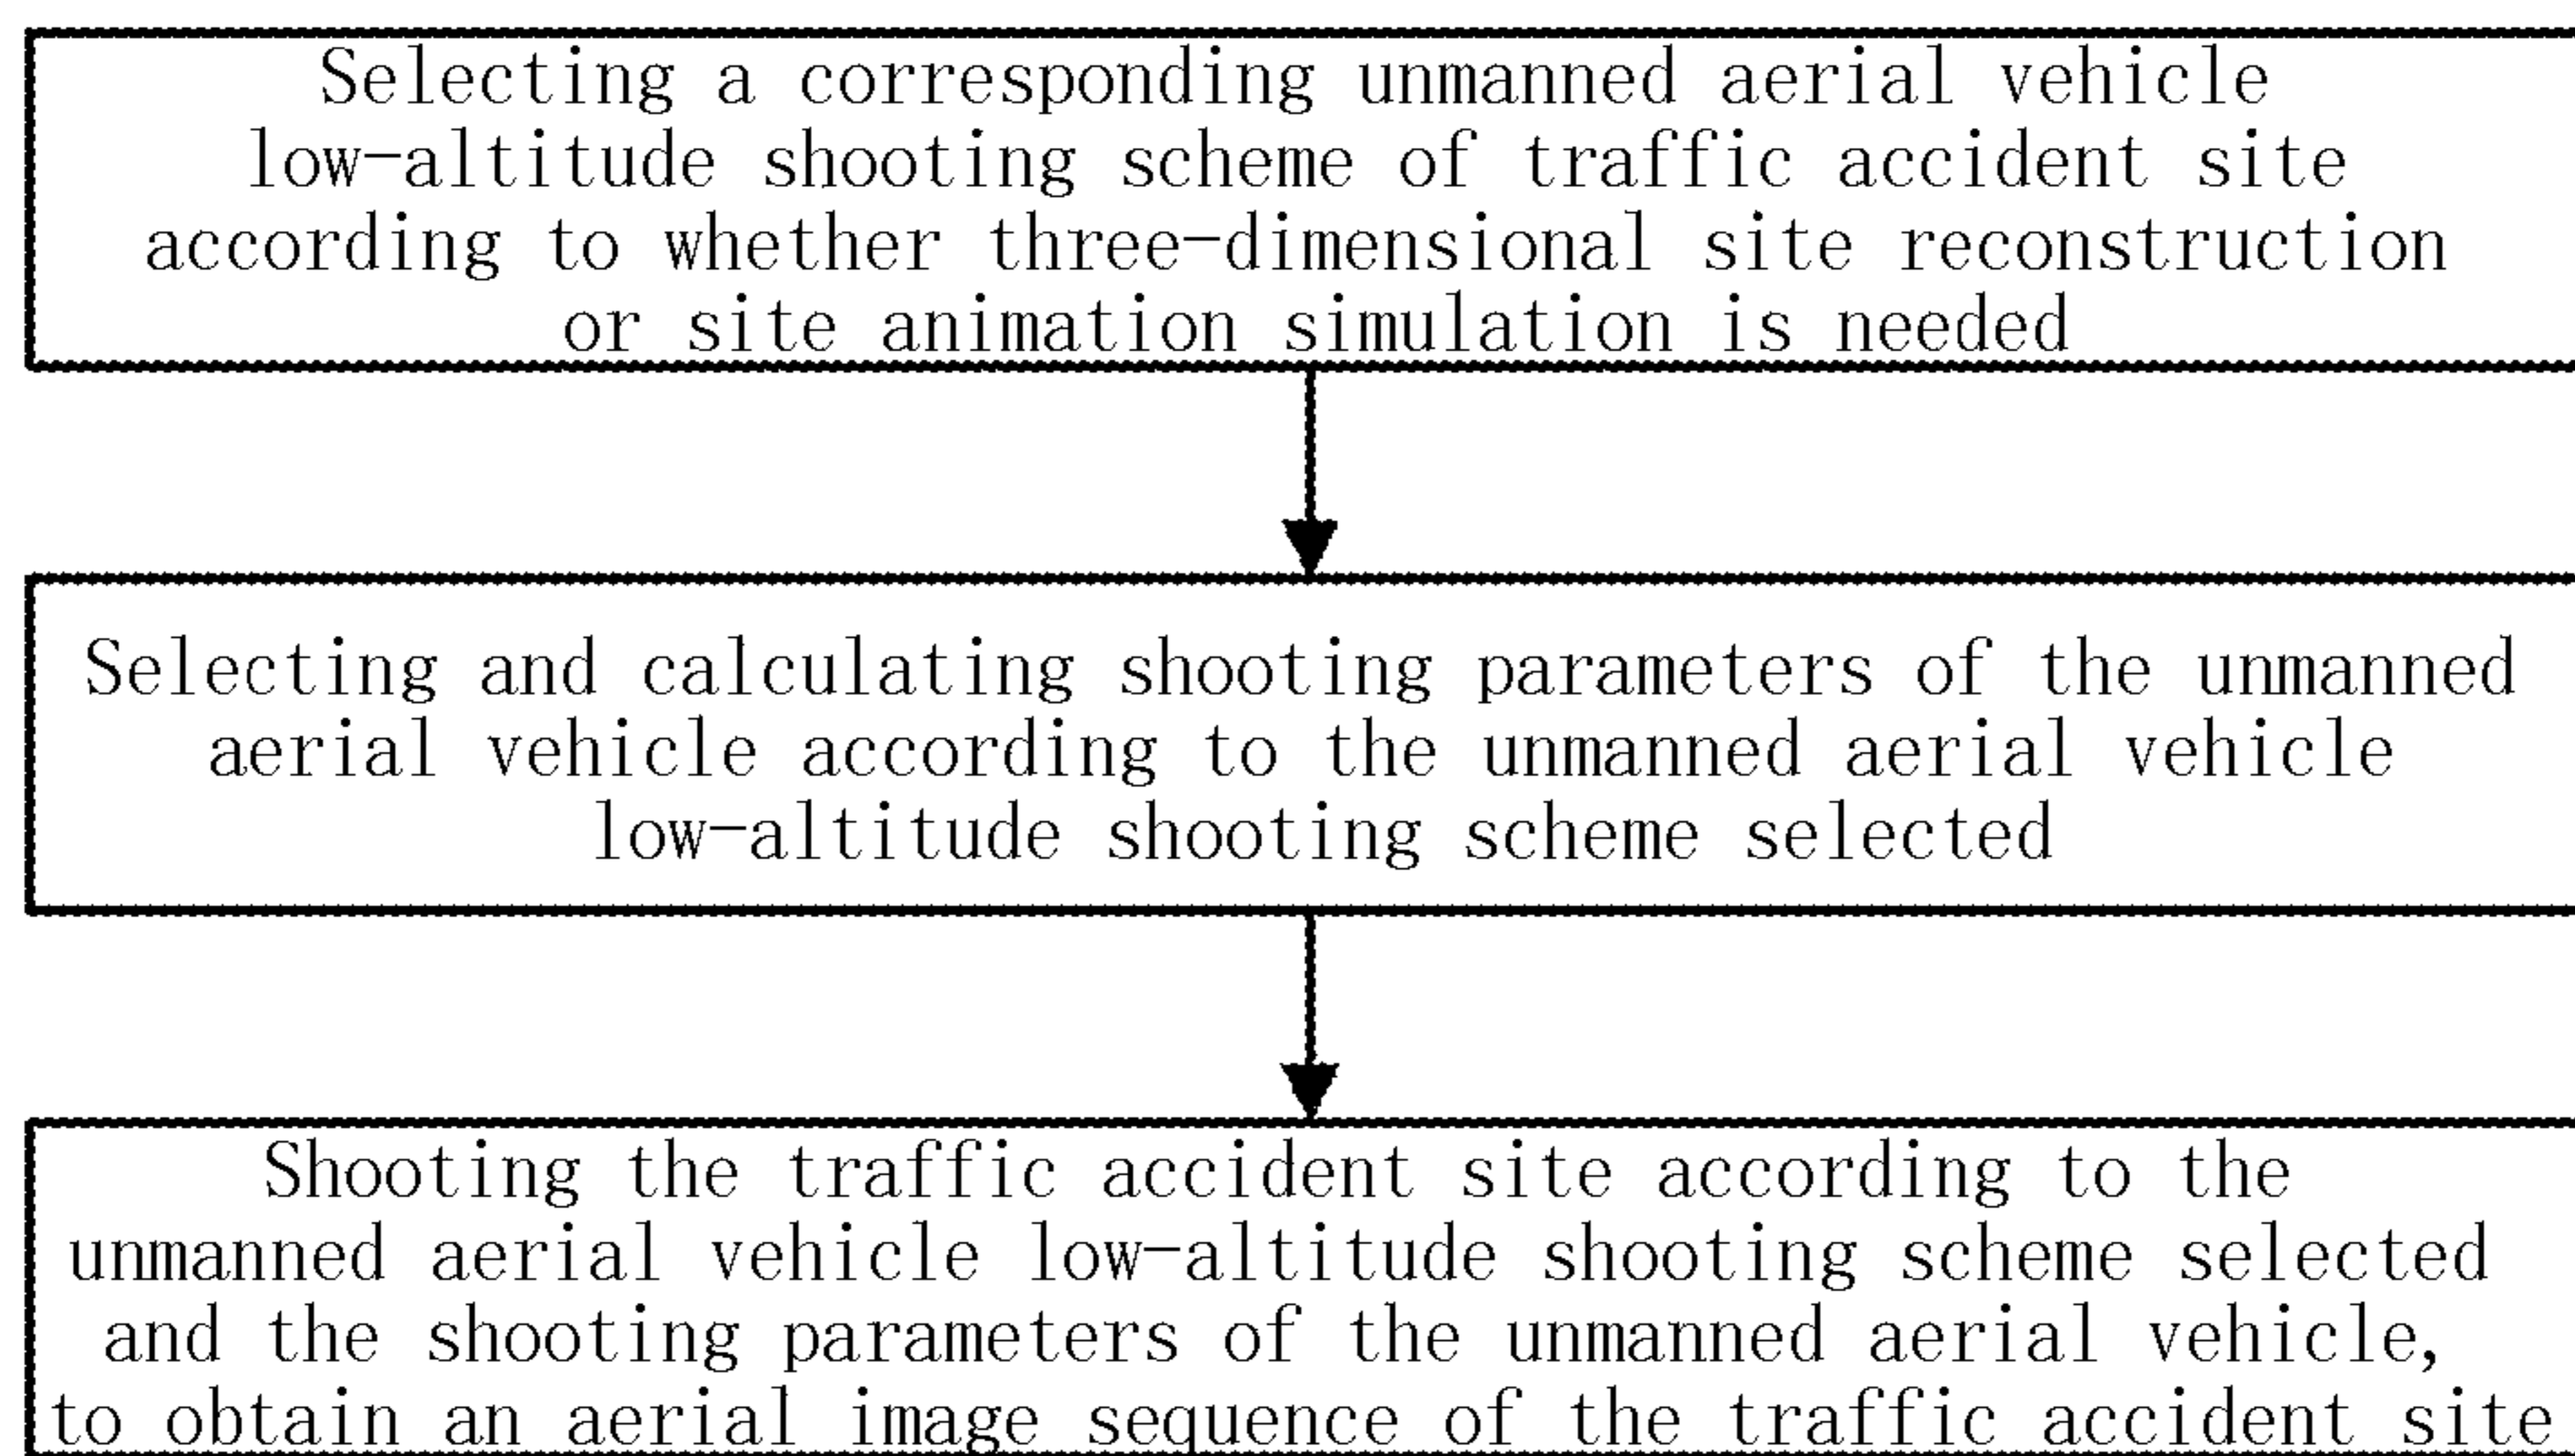 Selecting a corresponding unmanned aerial vehicle
low-altitude shooting scheme of traffic accident site
according to whether three-dimensional site reconstruction
or site animation simulation is needed
Selecting and calculating shooting parameters of the unmanned
aerial vehicle according to the unmanned aerial vehicle
low-altitude shooting scheme selected
Shooting the traffic accident site according to the
unmanned aerial vehicle low-altitude shooting scheme selected
and the shooting parameters of the unmanned aerial vehicle,
to obtain an aerial image sequence of the traffic accident site